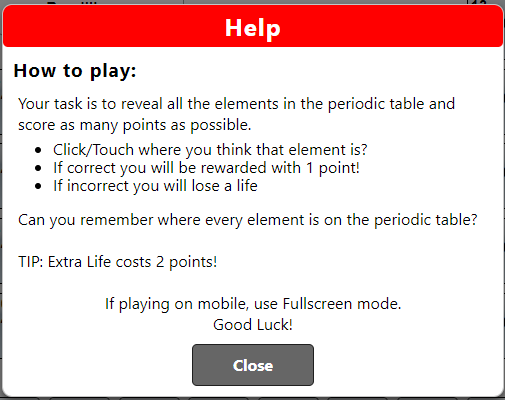 Help
How to play:
Your task is to reveal all the elements in the periodic table and
score as many points as possible.
Click/Touch where you think that element is?
If correct you will be rewarded with 1 point!
If incorrect you will lose a life
Can you remember where every element is on the periodic table?
TIP: Extra Life costs 2 points!
If playing on mobile, use Fullscreen mode.
Good Luck!
Close